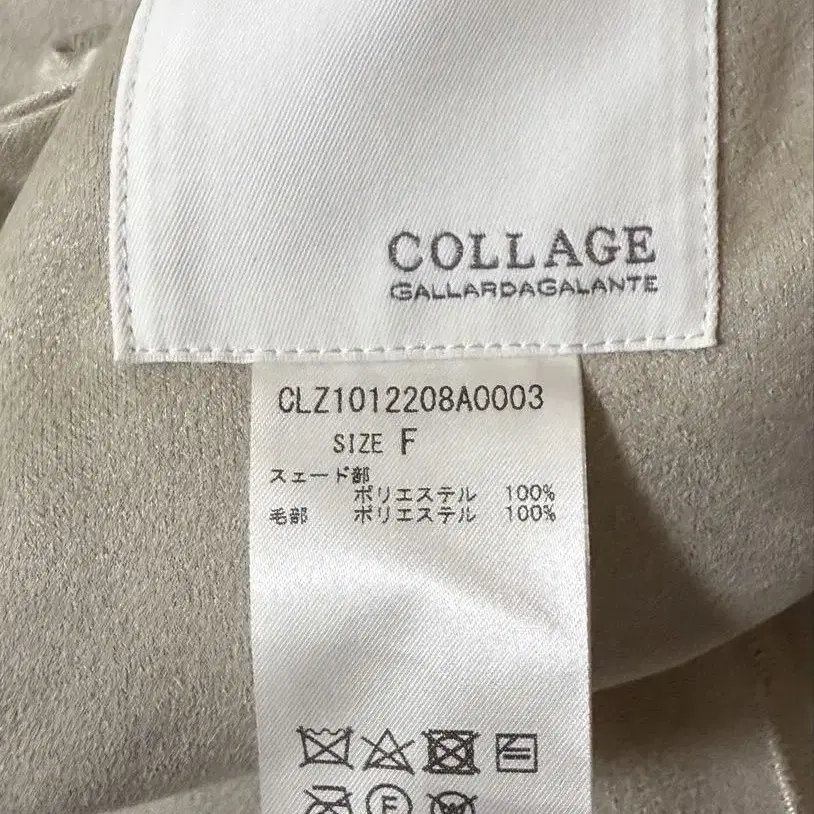 COLLAGE
GALLARDAGALANTE
CLZ1012208A0003
SIZE F
スェード部
ポリエステル 100%
毛部 ポリエステル 100%